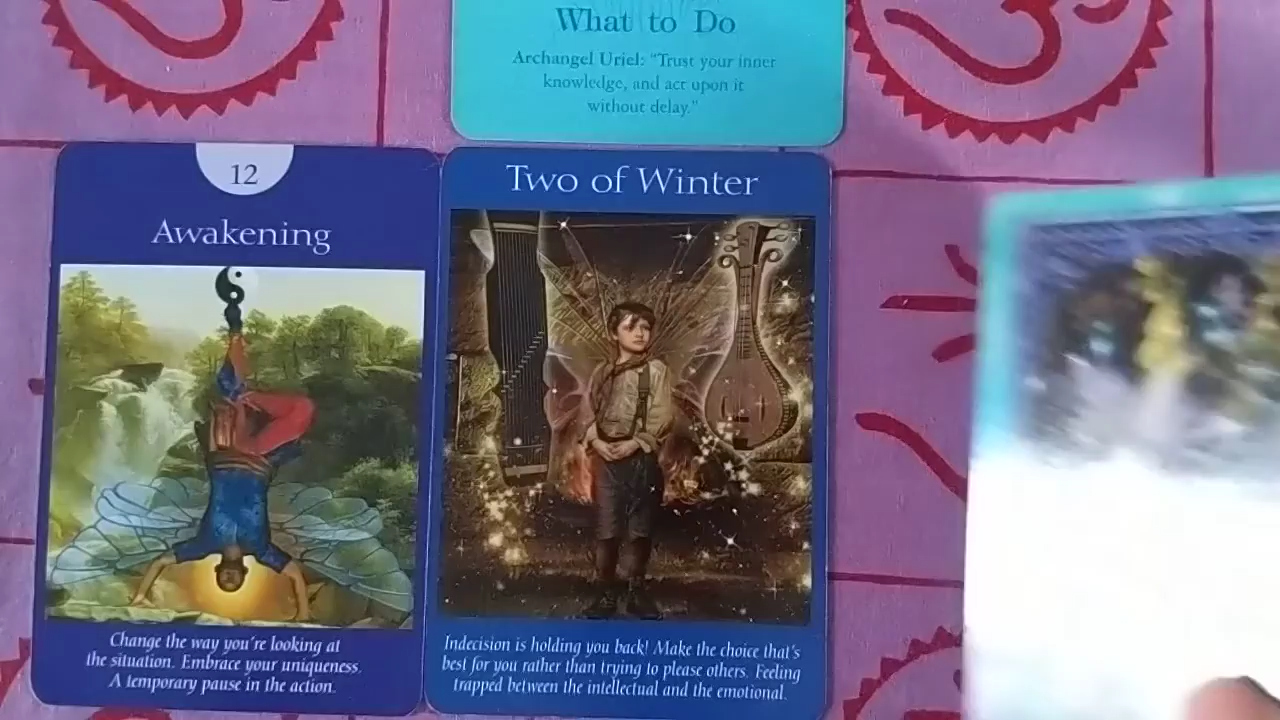 What to Do
Archangel Uriel: "Trust your inner
knowledge, and act upon it
without delay."
12
Awakening
Change the way you're looking at
the situation. Embrace your uniqueness.
A temporary pause in the action.
Two of Winter
Indecision is holding you back! Make the choice that's
best for you rather than trying to please others. Feeling
trapped between the intellectual and the emotional.